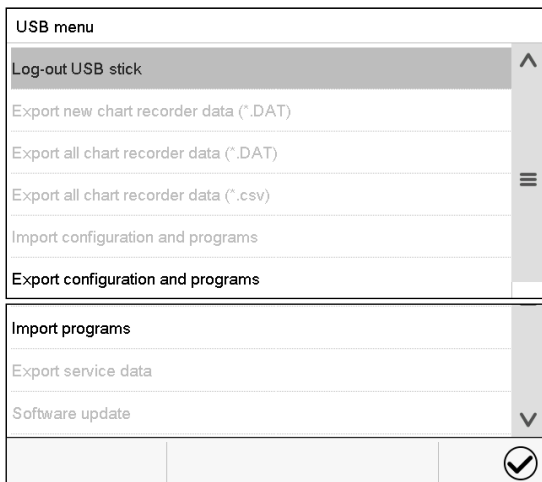 USB menu
Log-out USB stick
Export new chart recorder data (*.DAT)
Export all chart recorder data (*.DAT)
Export all chart recorder data (*.csv)
Import configuration and programs
Export configuration and programs
Import programs
Export service data
Software update